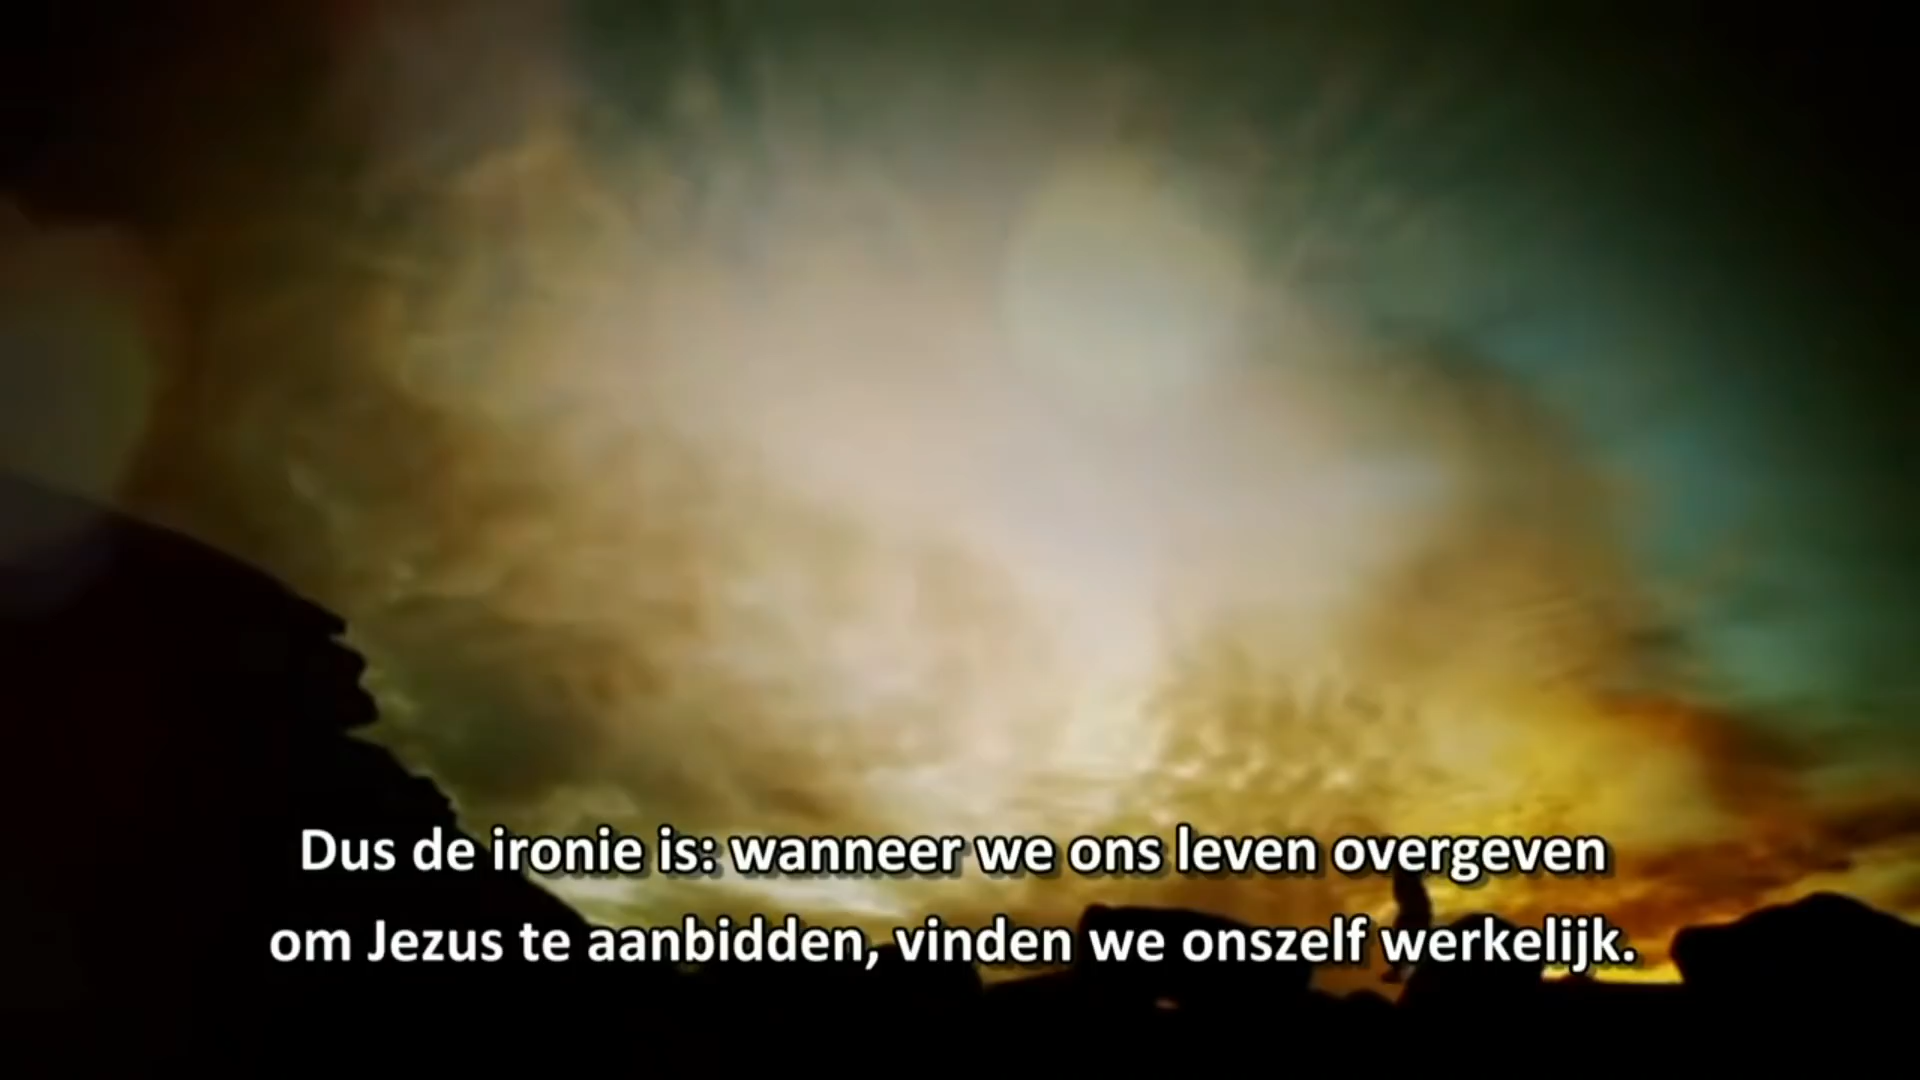 Dus de ironie is: wanneer we ons leven overgeven
om Jezus te aanbidden, vinden we onszelf werkelijk.